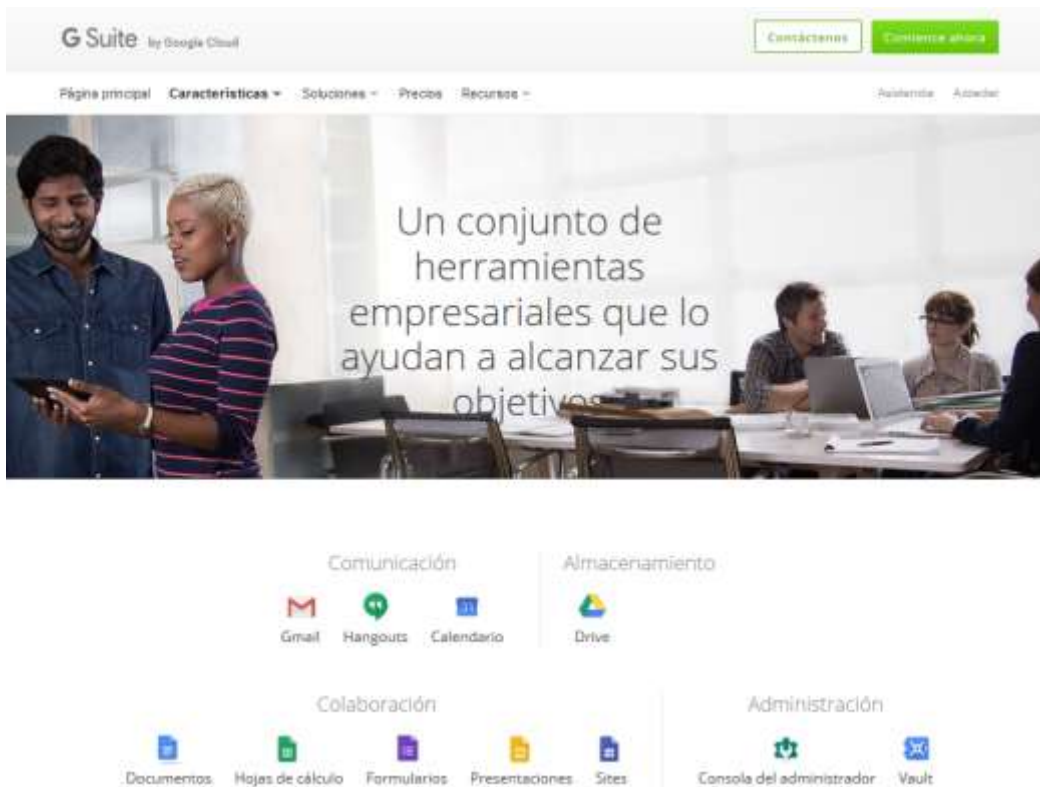 G Suite by Google Cloud
Contáctenos
Comience ahora
Página principal Características Soluciones Precios Recursos
Asistencia Acceder
Un conjunto de
herramientas
empresariales que lo
ayudan a alcanzar sus
objetivos
Comunicación
Almacenamiento
Gmail Hangouts Calendario
Drive
Colaboración
Administración
Documentos Hojas de cálculo Formularios Presentaciones Sites
Consola del administrador Vault